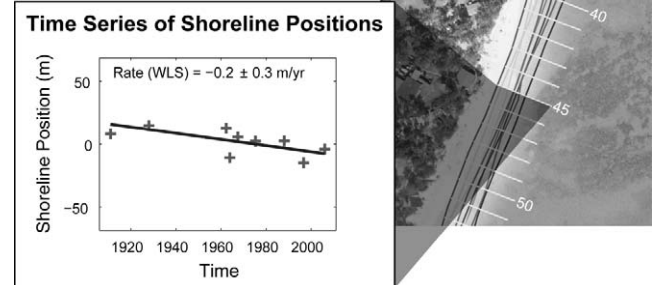 Time Series of Shoreline Positions
Rate (WLS) = −0.2 ± 0.3 m/yr
Shoreline Position (m)
50
0
−50
1920 1940 1960 1980 2000
Time
40
45
50